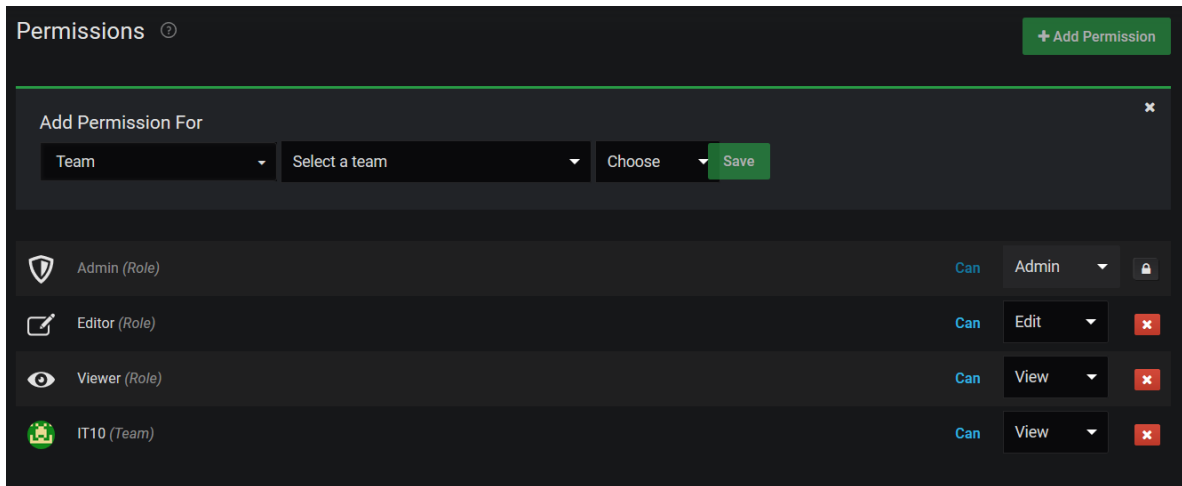 Permissions ?
+ Add Permission
Add Permission For
Team Select a team Choose Save
Admin (Role) Can Admin
Editor (Role) Can Edit
Viewer (Role) Can View
IT10 (Team) Can View